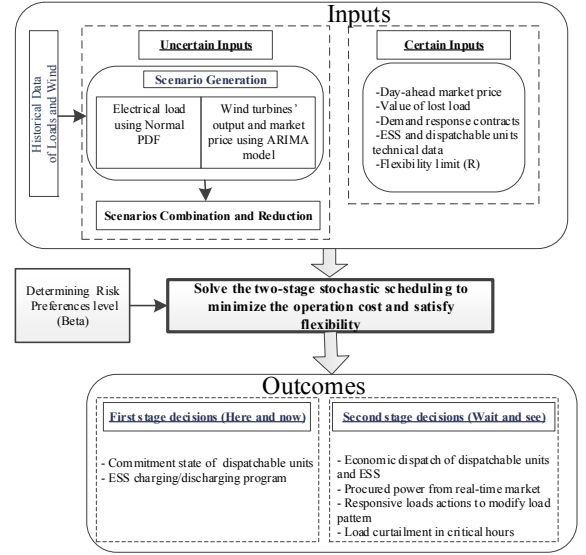 Inputs
Historical Data
of Loads and Wind
Uncertain Inputs
Scenario Generation
Electrical load
using Normal
PDF
Wind turbines'
output and market
price using ARIMA
model
Scenarios Combination and Reduction
Certain Inputs
-Day-ahead market price
-Value of lost load
-Demand response contracts
-ESS and dispatchable units
technical data
-Flexibility limit (R)
Determining Risk
Preferences level
(Beta)
Solve the two-stage stochastic scheduling to
minimize the operation cost and satisfy
flexibility
Outcomes
First stage decisions (Here and now)
- Commitment state of dispatchable units
- ESS charging/discharging program
Second stage decisions (Wait and see)
- Economic dispatch of dispatchable units
and ESS
- Procured power from real-time market
- Responsive loads actions to modify load
pattern
- Load curtailment in critical hours